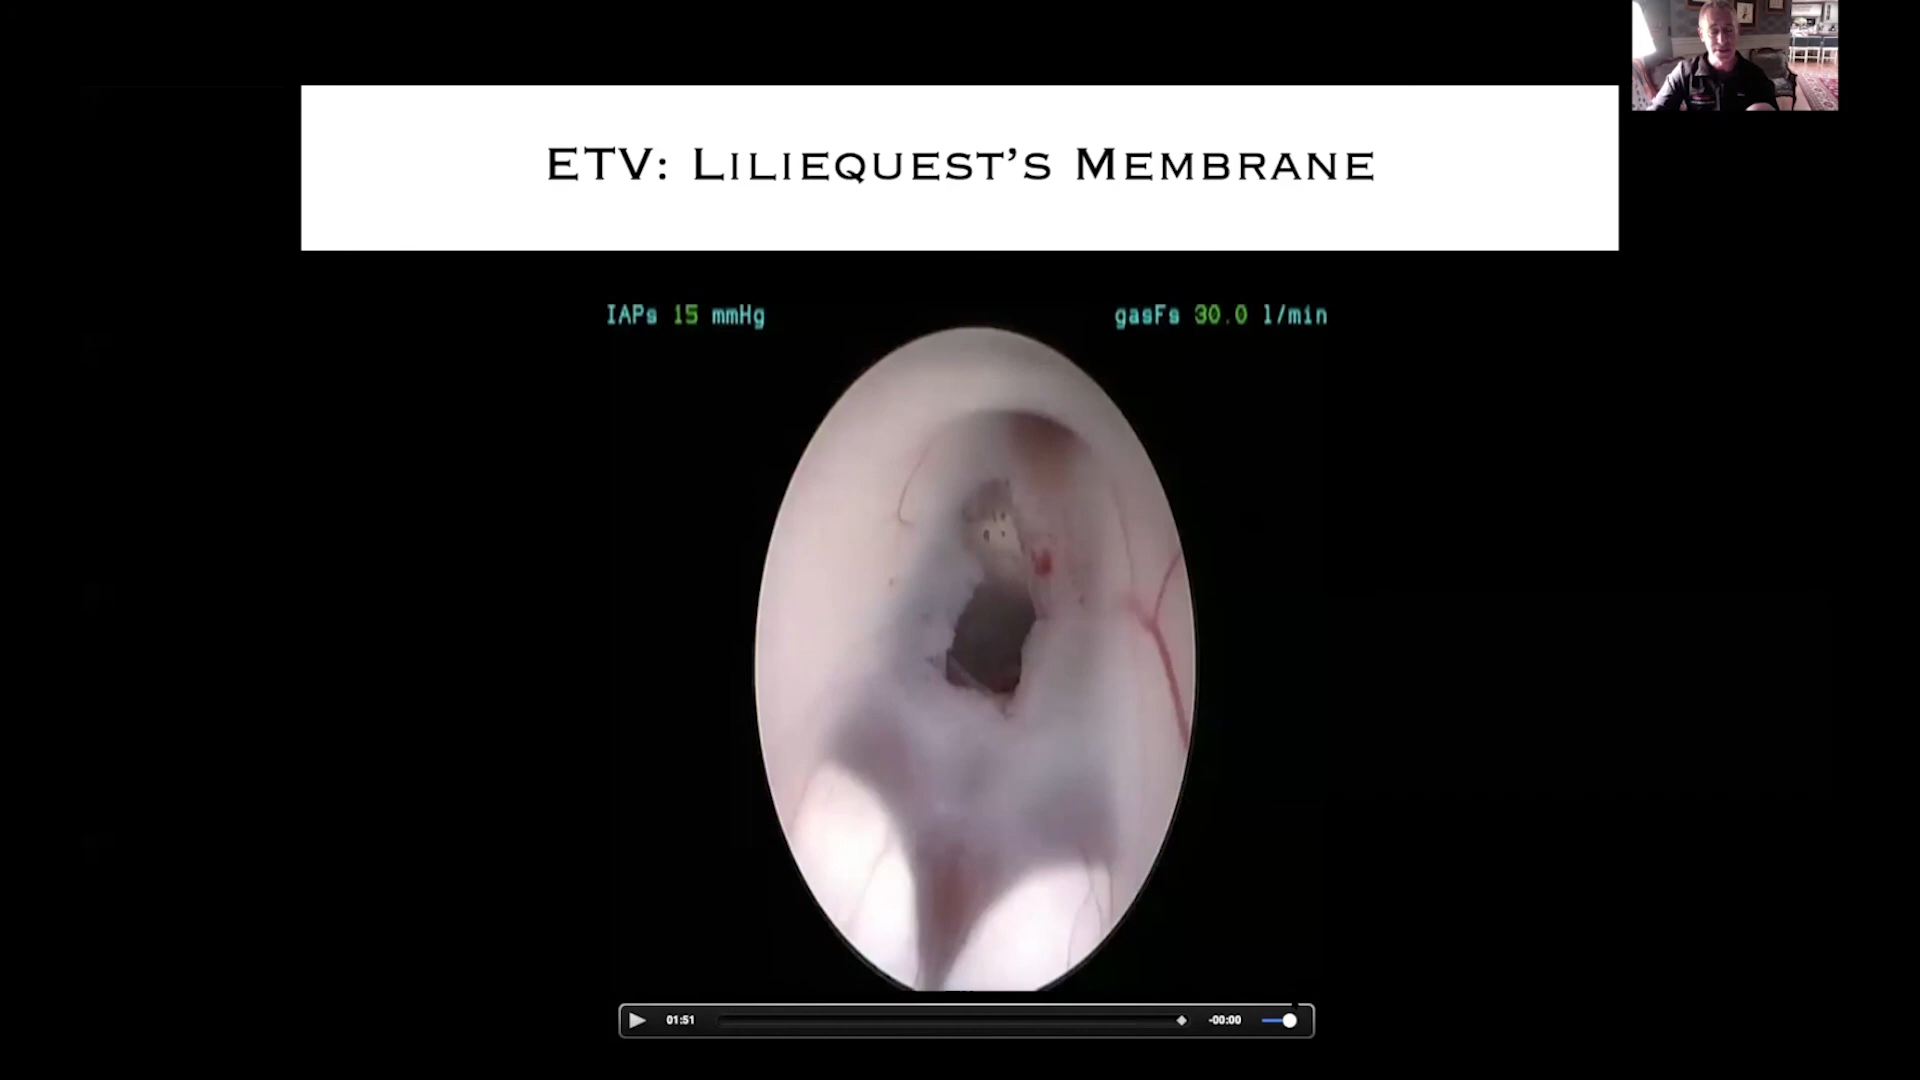 ETV: Liliequest's Membrane
IAPs 15 mmHg gasFs 30.0 l/min
01:51 -00:00